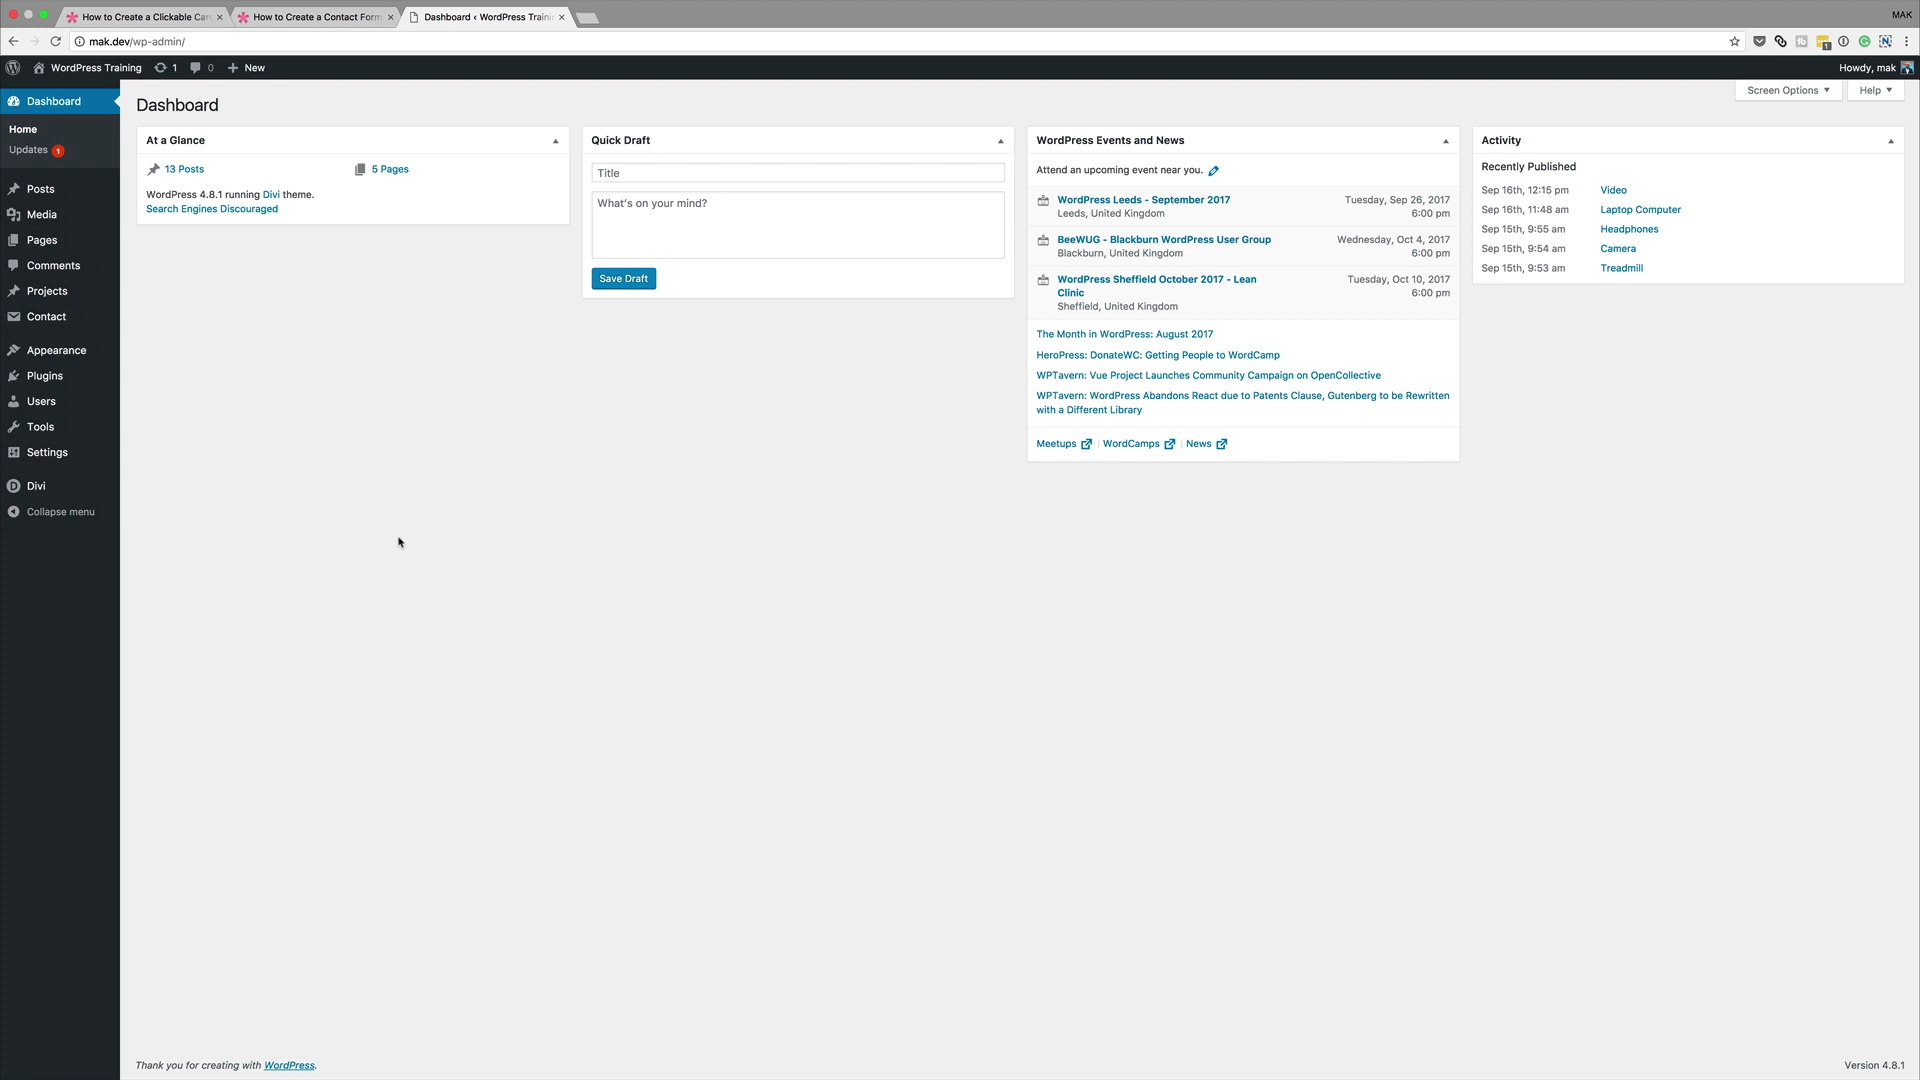 How to Create a Clickable Car
How to Create a Contact Form
Dashboard ‹ WordPress Traini
MAK
mak.dev/wp-admin/
1
WordPress Training
1
0
New
Howdy, mak
Dashboard
Home
Updates 1
Posts
Media
Pages
Comments
Projects
Contact
Appearance
Plugins
Users
Tools
Settings
Divi
Collapse menu
Dashboard
Screen Options
Help
At a Glance
13 Posts
5 Pages
WordPress 4.8.1 running Divi theme.
Search Engines Discouraged
Quick Draft
Title
What's on your mind?
Save Draft
WordPress Events and News
Attend an upcoming event near you.
WordPress Leeds - September 2017
Tuesday, Sep 26, 2017
Leeds, United Kingdom
6:00 pm
BeeWUG - Blackburn WordPress User Group
Wednesday, Oct 4, 2017
Blackburn, United Kingdom
6:00 pm
WordPress Sheffield October 2017 - Lean
Tuesday, Oct 10, 2017
Clinic
6:00 pm
Sheffield, United Kingdom
The Month in WordPress: August 2017
HeroPress: DonateWC: Getting People to WordCamp
WPTavern: Vue Project Launches Community Campaign on OpenCollective
WPTavern: WordPress Abandons React due to Patents Clause, Gutenberg to be Rewritten
with a Different Library
Meetups | WordCamps | News
Activity
Recently Published
Sep 16th, 12:15 pm Video
Sep 16th, 11:48 am Laptop Computer
Sep 15th, 9:55 am Headphones
Sep 15th, 9:54 am Camera
Sep 15th, 9:53 am Treadmill
Thank you for creating with WordPress.
Version 4.8.1